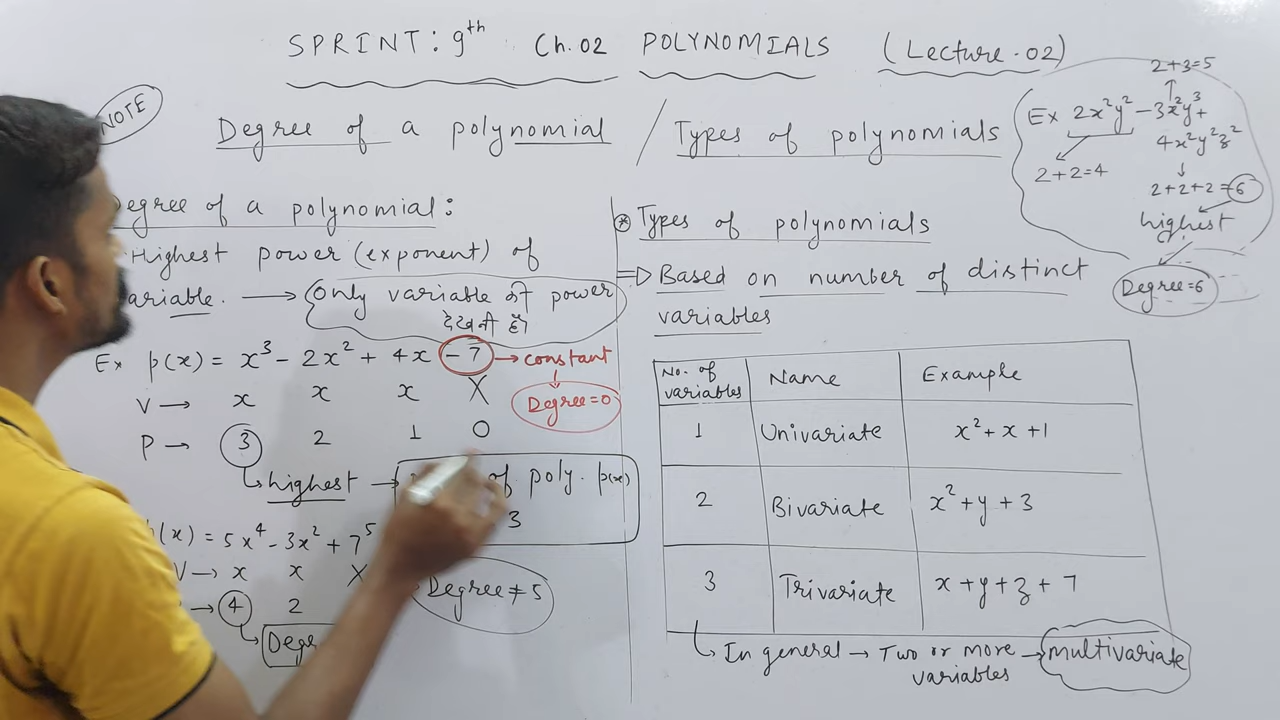 SPRINT: 9th Ch.02 POLYNOMIALS (Lecture-02)
NOTE
Degree of a polynomial / Types of polynomials
egree of a polynomial:
Highest power (exponent) of
ariable. → Only variable की power
देखनी है।
Ex p(x) = x³ - 2x² + 4x - 7 → constant
Degree=0
V → x x x X
P → 3 2 1 0
highest → of poly. p(x)
3
(x) = 5x⁴ - 3x² + 7⁵
V → x x X
→ 4 2
Degr
Degree ≠ 5
* Types of polynomials
⇒ Based on number of distinct
variables
No. of variables Name Example
1 Univariate x² + x + 1
2 Bivariate x² + y + 3
3 Trivariate x + y + z + 7
In general → Two or more variables → multivariate
2+3=5
Ex 2x²y² - 3x²y³ +
4x²y²z²
2+2=4
2+2+2=6
highest
Degree=6